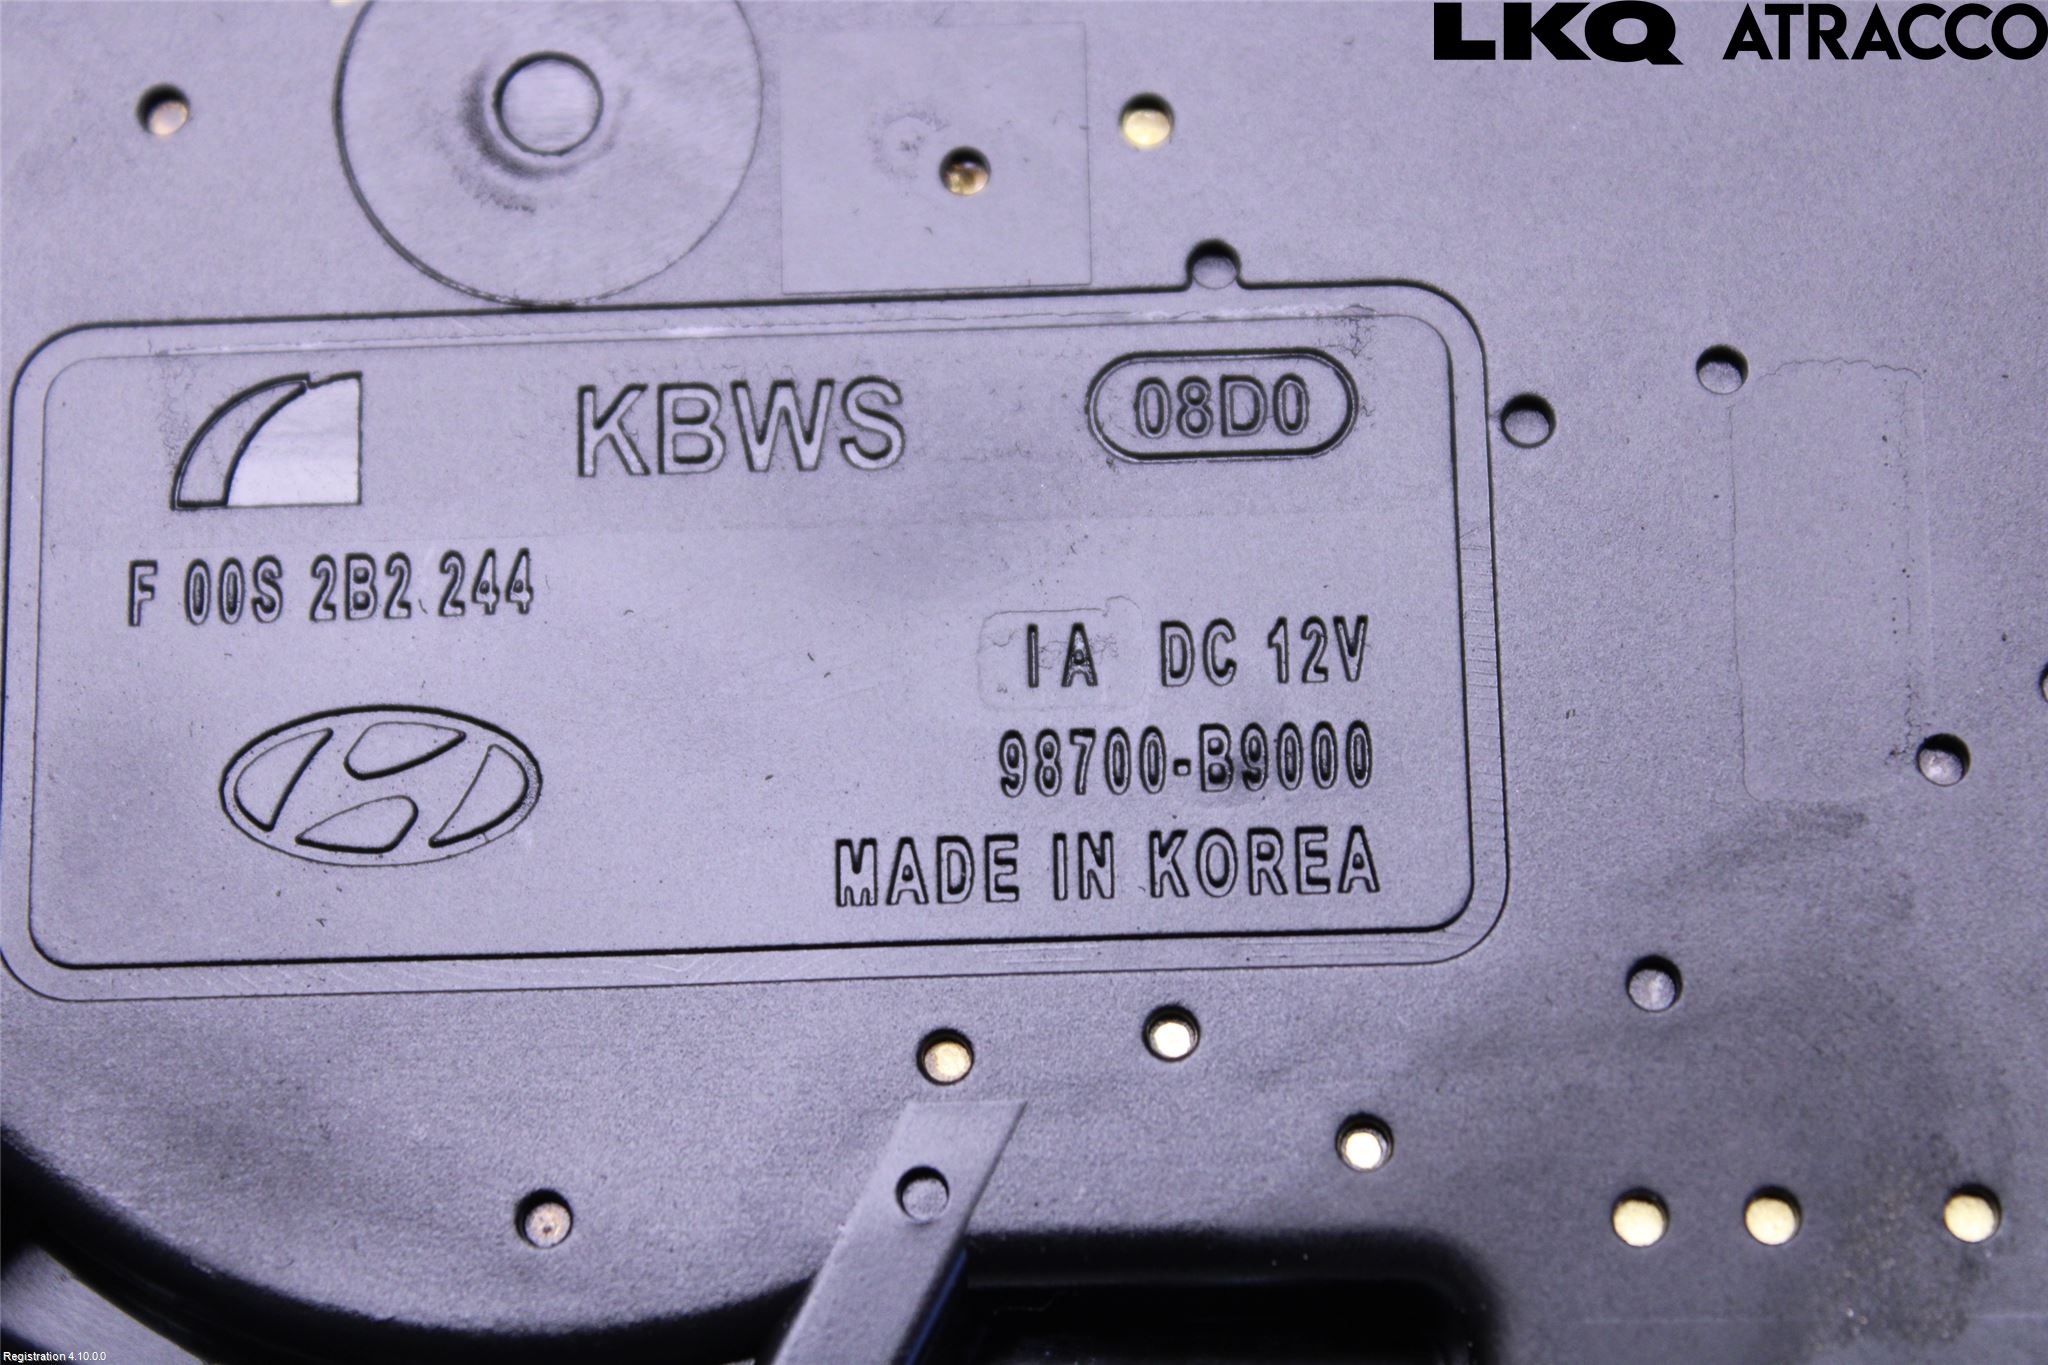 LKQ ATRACCO
KBWS
08D0
F 00S 2B2 244
IA DC 12V
98700-B9000
MADE IN KOREA
Registration 4.10.0.0